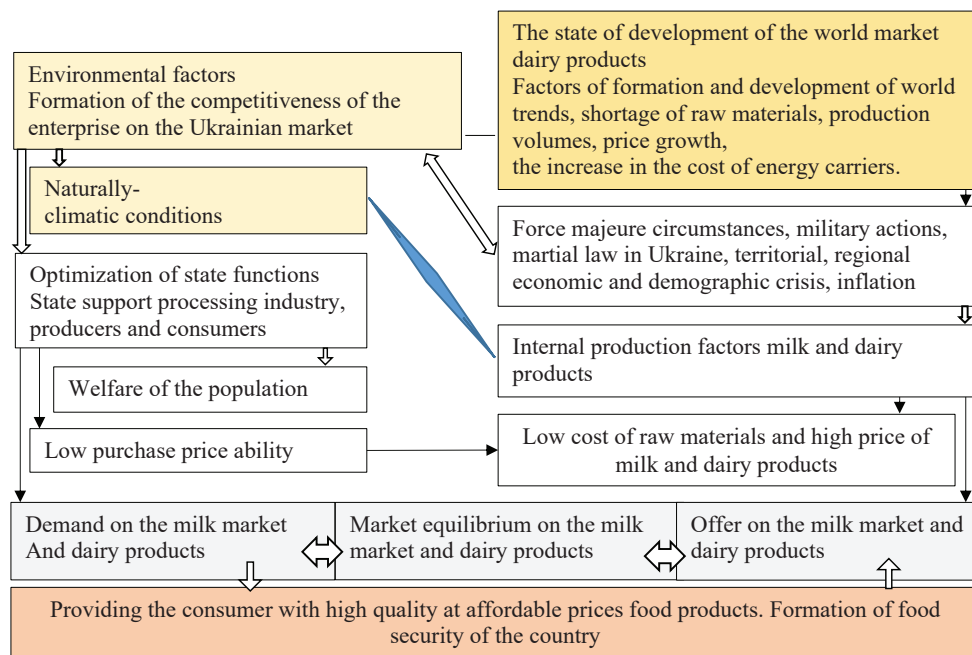 The state of development of the world market
dairy products
Factors of formation and development of world
trends, shortage of raw materials, production
volumes, price growth,
the increase in the cost of energy carriers.
Environmental factors
Formation of the competitiveness of the
enterprise on the Ukrainian market
Naturally-
climatic conditions
Force majeure circumstances, military actions,
martial law in Ukraine, territorial, regional
economic and demographic crisis, inflation
Optimization of state functions
State support processing industry,
producers and consumers
Internal production factors milk and dairy
products
Welfare of the population
Low purchase price ability
Low cost of raw materials and high price of
milk and dairy products
Demand on the milk market
And dairy products
Market equilibrium on the milk
market and dairy products
Offer on the milk market and
dairy products
Providing the consumer with high quality at affordable prices food products. Formation of food
security of the country